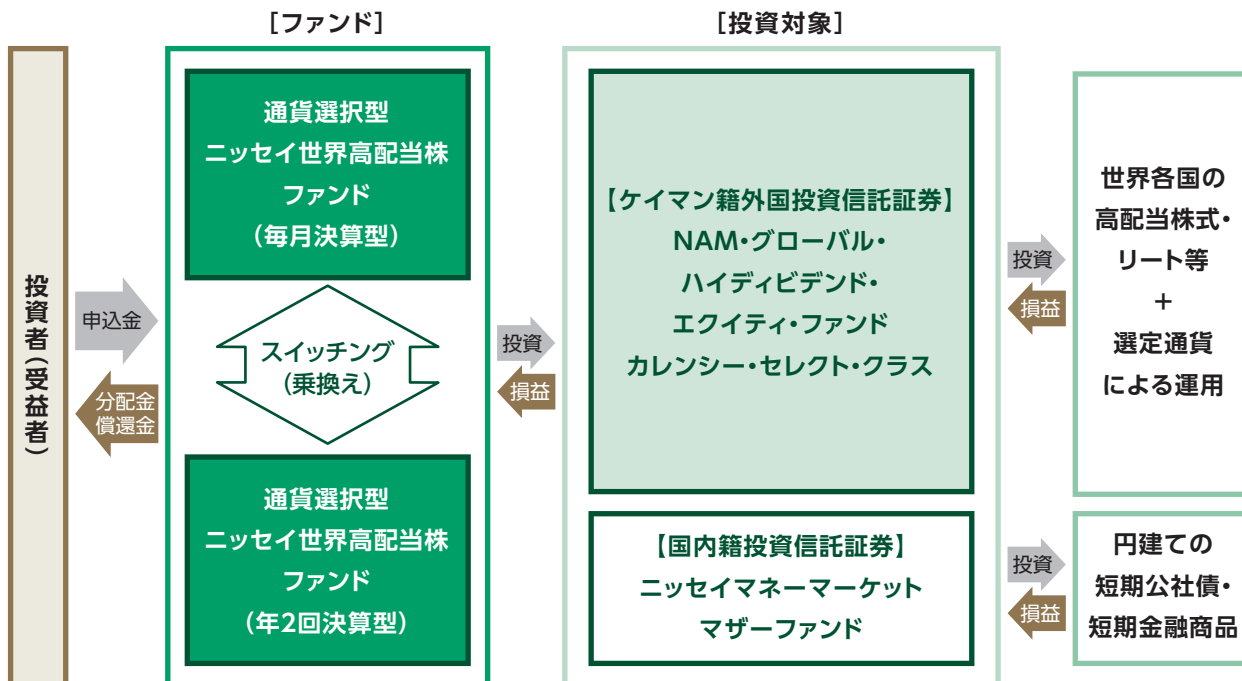 [ファンド]
[投資対象]
投資者(受益者)
申込金
分配金
償還金
通貨選択型
ニッセイ世界高配当株
ファンド
(毎月決算型)
スイッチング
(乗換え)
通貨選択型
ニッセイ世界高配当株
ファンド
(年2回決算型)
投資
損益
【ケイマン籍外国投資信託証券】
NAM・グローバル・
ハイディビデンド・
エクイティ・ファンド
カレンシー・セレクト・クラス
【国内籍投資信託証券】
ニッセイマネーマーケット
マザーファンド
投資
損益
世界各国の
高配当株式・
リート等
+
選定通貨
による運用
投資
損益
円建ての
短期公社債・
短期金融商品